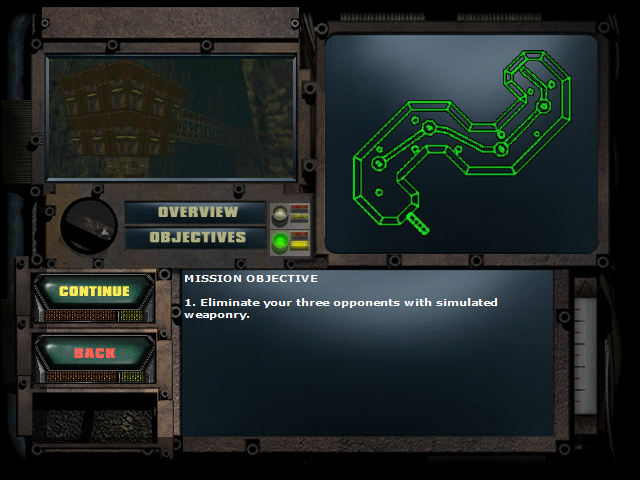 OVERVIEW
OBJECTIVES
CONTINUE
BACK
MISSION OBJECTIVE
1. Eliminate your three opponents with simulated
weaponry.